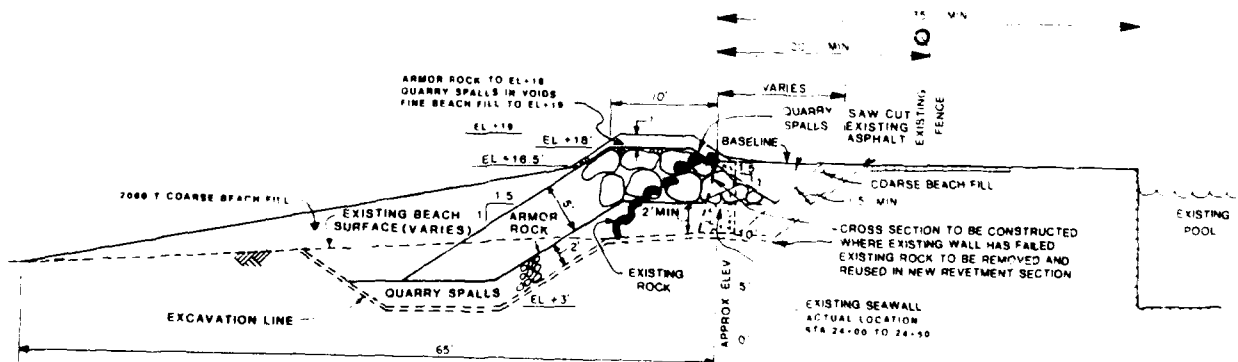 MIN
20' MIN
VARIES
ARMOR ROCK TO EL+18
QUARRY SPALLS IN VOIDS
FINE BEACH FILL TO EL+19
10'
QUARRY
SPALLS
SAW CUT
EXISTING
ASPHALT
EXISTING
FENCE
EL +19
EL +18'
EL +16.5'
BASELINE
COARSE BEACH FILL
1.5 MIN
2000 T COARSE BEACH FILL
1.5
1
EXISTING BEACH
SURFACE (VARIES)
ARMOR
ROCK
5'
2' MIN
EXISTING
POOL
CROSS SECTION TO BE CONSTRUCTED
WHERE EXISTING WALL HAS FAILED
EXISTING ROCK TO BE REMOVED AND
REUSED IN NEW REVETMENT SECTION
2'
EXISTING
ROCK
QUARRY SPALLS
EL +3'
APPROX ELEV
10'
5'
0'
EXCAVATION LINE
EXISTING SEAWALL
ACTUAL LOCATION
STA 24+00 TO 24+50
65'